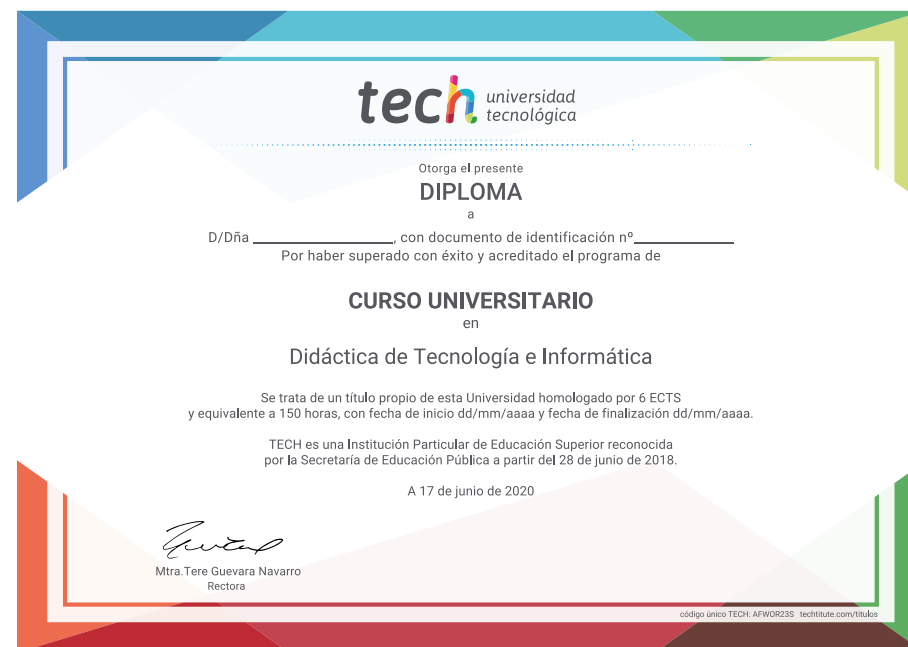 tech universidad
tecnológica
Otorga el presente
DIPLOMA
a
D/Dña ____________________, con documento de identificación nº______________
Por haber superado con éxito y acreditado el programa de
CURSO UNIVERSITARIO
en
Didáctica de Tecnología e Informática
Se trata de un título propio de esta Universidad homologado por 6 ECTS
y equivalente a 150 horas, con fecha de inicio dd/mm/aaaa y fecha de finalización dd/mm/aaaa.
TECH es una Institución Particular de Educación Superior reconocida
por la Secretaría de Educación Pública a partir del 28 de junio de 2018.
A 17 de junio de 2020
Mtra.Tere Guevara Navarro
Rectora
código único TECH: AFWOR23S techtitute.com/titulos